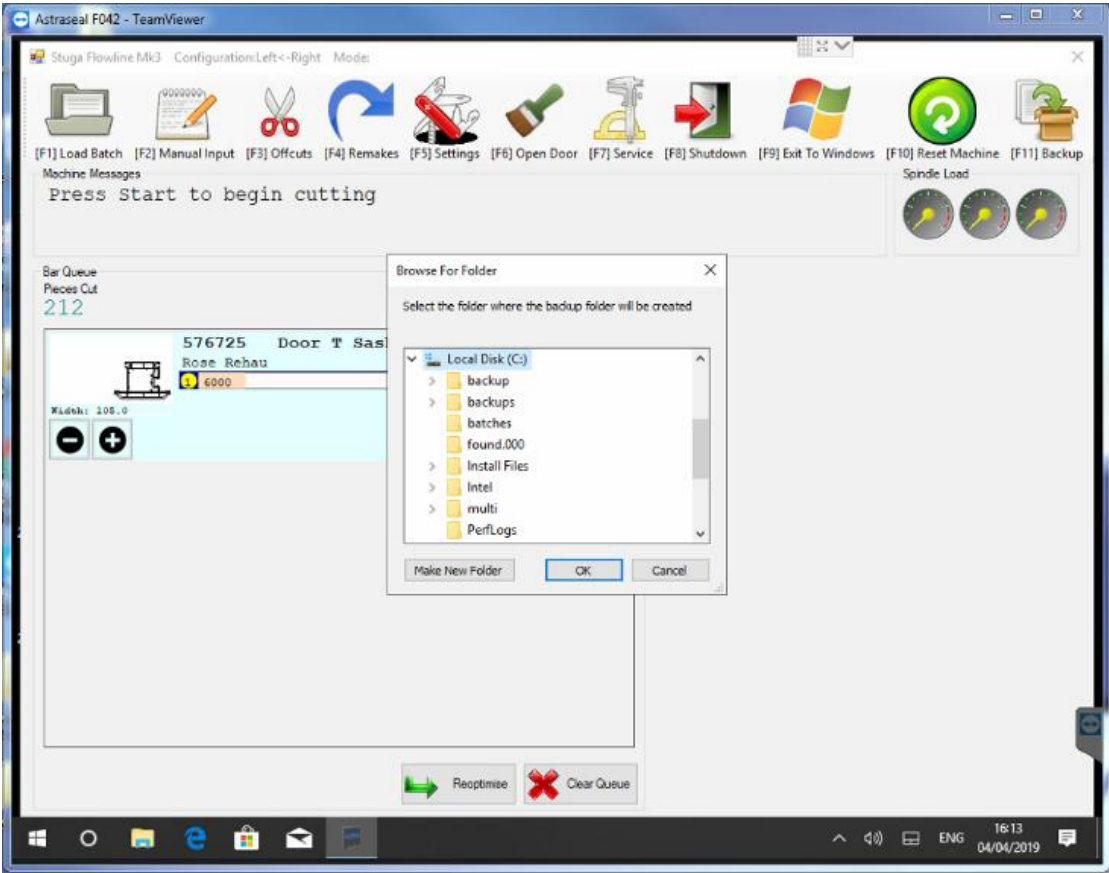 Astraseal F042 - TeamViewer
Stuga Flowline Mk3 Configuration:Left<-Right Mode:
[F1] Load Batch [F2] Manual Input [F3] Offcuts [F4] Remakes [F5] Settings [F6] Open Door [F7] Service [F8] Shutdown [F9] Exit To Windows [F10] Reset Machine [F11] Backup
Machine Messages
Press Start to begin cutting
Spindle Load
Bar Queue
Pieces Cut
212
576725 Door T Sas
Rose Rehau
1 6000
Width: 108.0
Browse For Folder
Select the folder where the backup folder will be created
Local Disk (C:)
backup
backups
batches
found.000
Install Files
Intel
multi
PerfLogs
Make New Folder OK Cancel
Reoptimise Clear Queue
ENG
16:13
04/04/2019